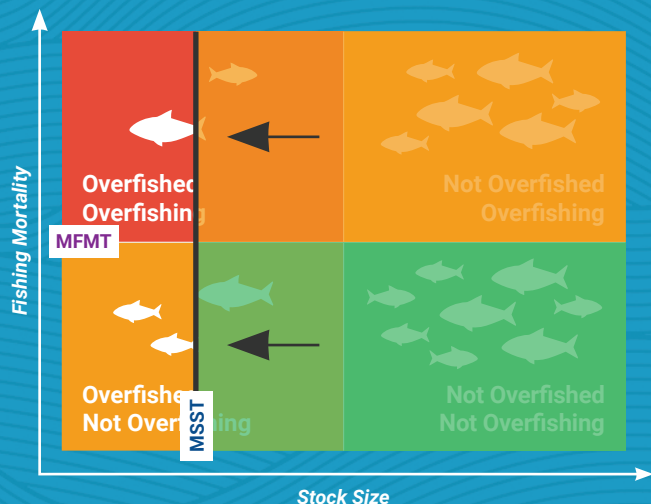 Fishing Mortality
Overfished
Overfishing
Not Overfished
Overfishing
MFMT
Overfished
Not Overfishing
MSST
Not Overfished
Not Overfishing
Stock Size